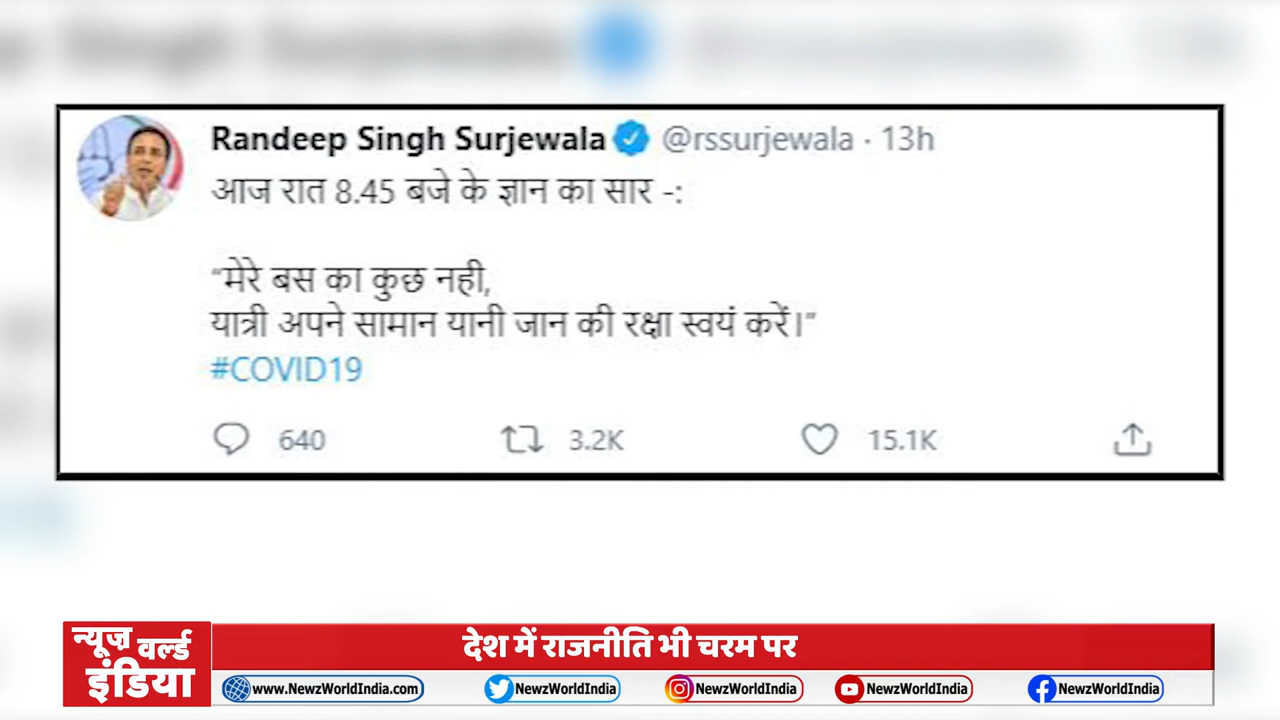 Randeep Singh Surjewala @rssurjewala · 13h
आज रात 8.45 बजे के ज्ञान का सार -:
“मेरे बस का कुछ नही,
यात्री अपने सामान यानी जान की रक्षा स्वयं करें।”
#COVID19
640 3.2K 15.1K
न्यूज़ वर्ल्ड
इंडिया
देश में राजनीति भी चरम पर
www.NewzWorldIndia.com NewzWorldIndia NewzWorldIndia NewzWorldIndia NewzWorldIndia